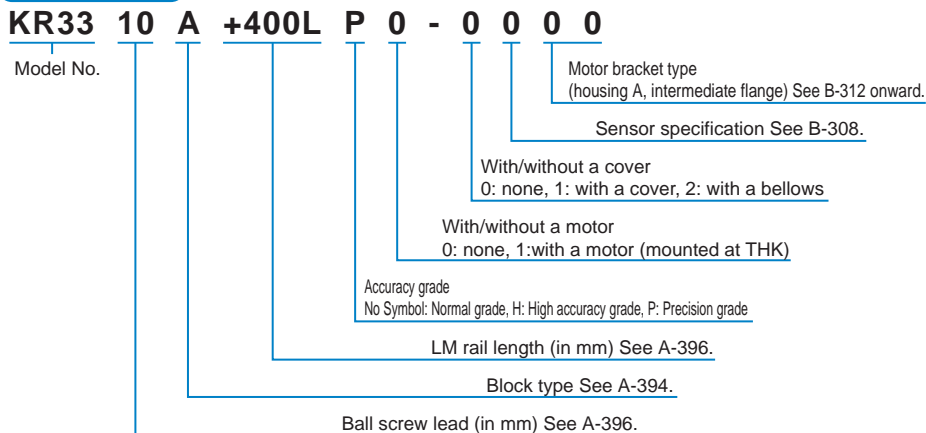 KR33 10 A +400L P 0 - 0 0 0 0
Model No.
Motor bracket type
(housing A, intermediate flange) See B-312 onward.
Sensor specification See B-308.
With/without a cover
0: none, 1: with a cover, 2: with a bellows
With/without a motor
0: none, 1:with a motor (mounted at THK)
Accuracy grade
No Symbol: Normal grade, H: High accuracy grade, P: Precision grade
LM rail length (in mm) See A-396.
Block type See A-394.
Ball screw lead (in mm) See A-396.